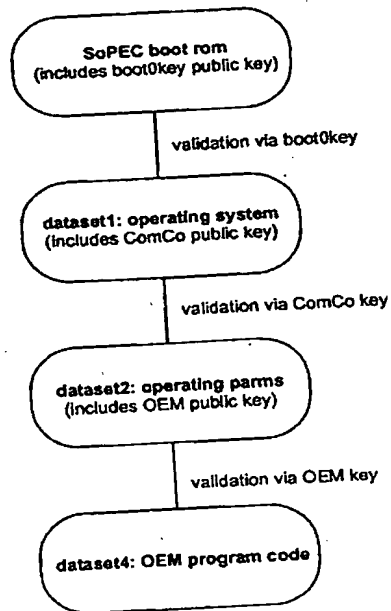 SoPEC boot rom
(includes boot0key public key)
validation via boot0key
dataset1: operating system
(includes ComCo public key)
validation via ComCo key
dataset2: operating parms
(includes OEM public key)
validation via OEM key
dataset4: OEM program code